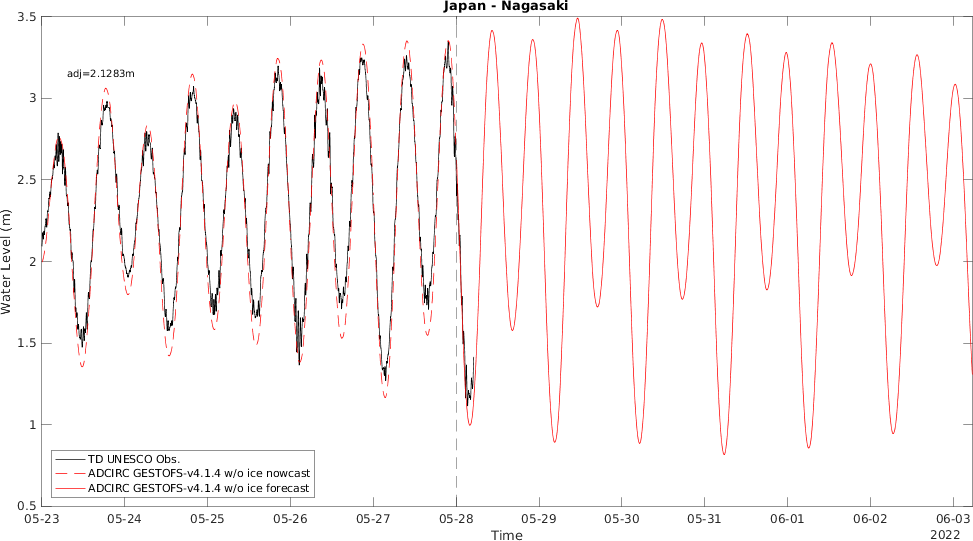 Japan - Nagasaki
adj=2.1283m
3.5
3
2.5
2
1.5
1
0.5
Water Level (m)
TD UNESCO Obs.
ADCIRC GESTOFS-v4.1.4 w/o ice nowcast
ADCIRC GESTOFS-v4.1.4 w/o ice forecast
05-23 05-24 05-25 05-26 05-27 05-28 05-29 05-30 05-31 06-01 06-02 06-03
Time
2022